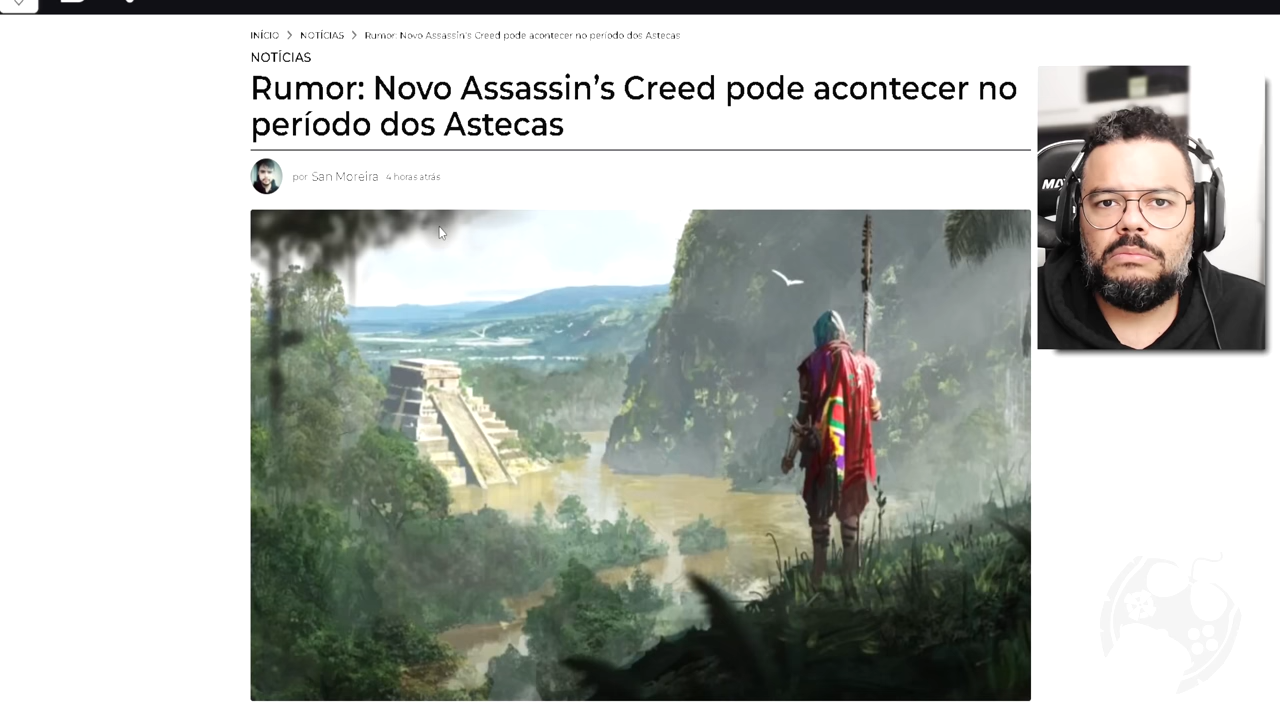 INÍCIO > NOTÍCIAS > Rumor: Novo Assassin's Creed pode acontecer no período dos Astecas
NOTÍCIAS
Rumor: Novo Assassin's Creed pode acontecer no
período dos Astecas
por San Moreira 4 horas atrás